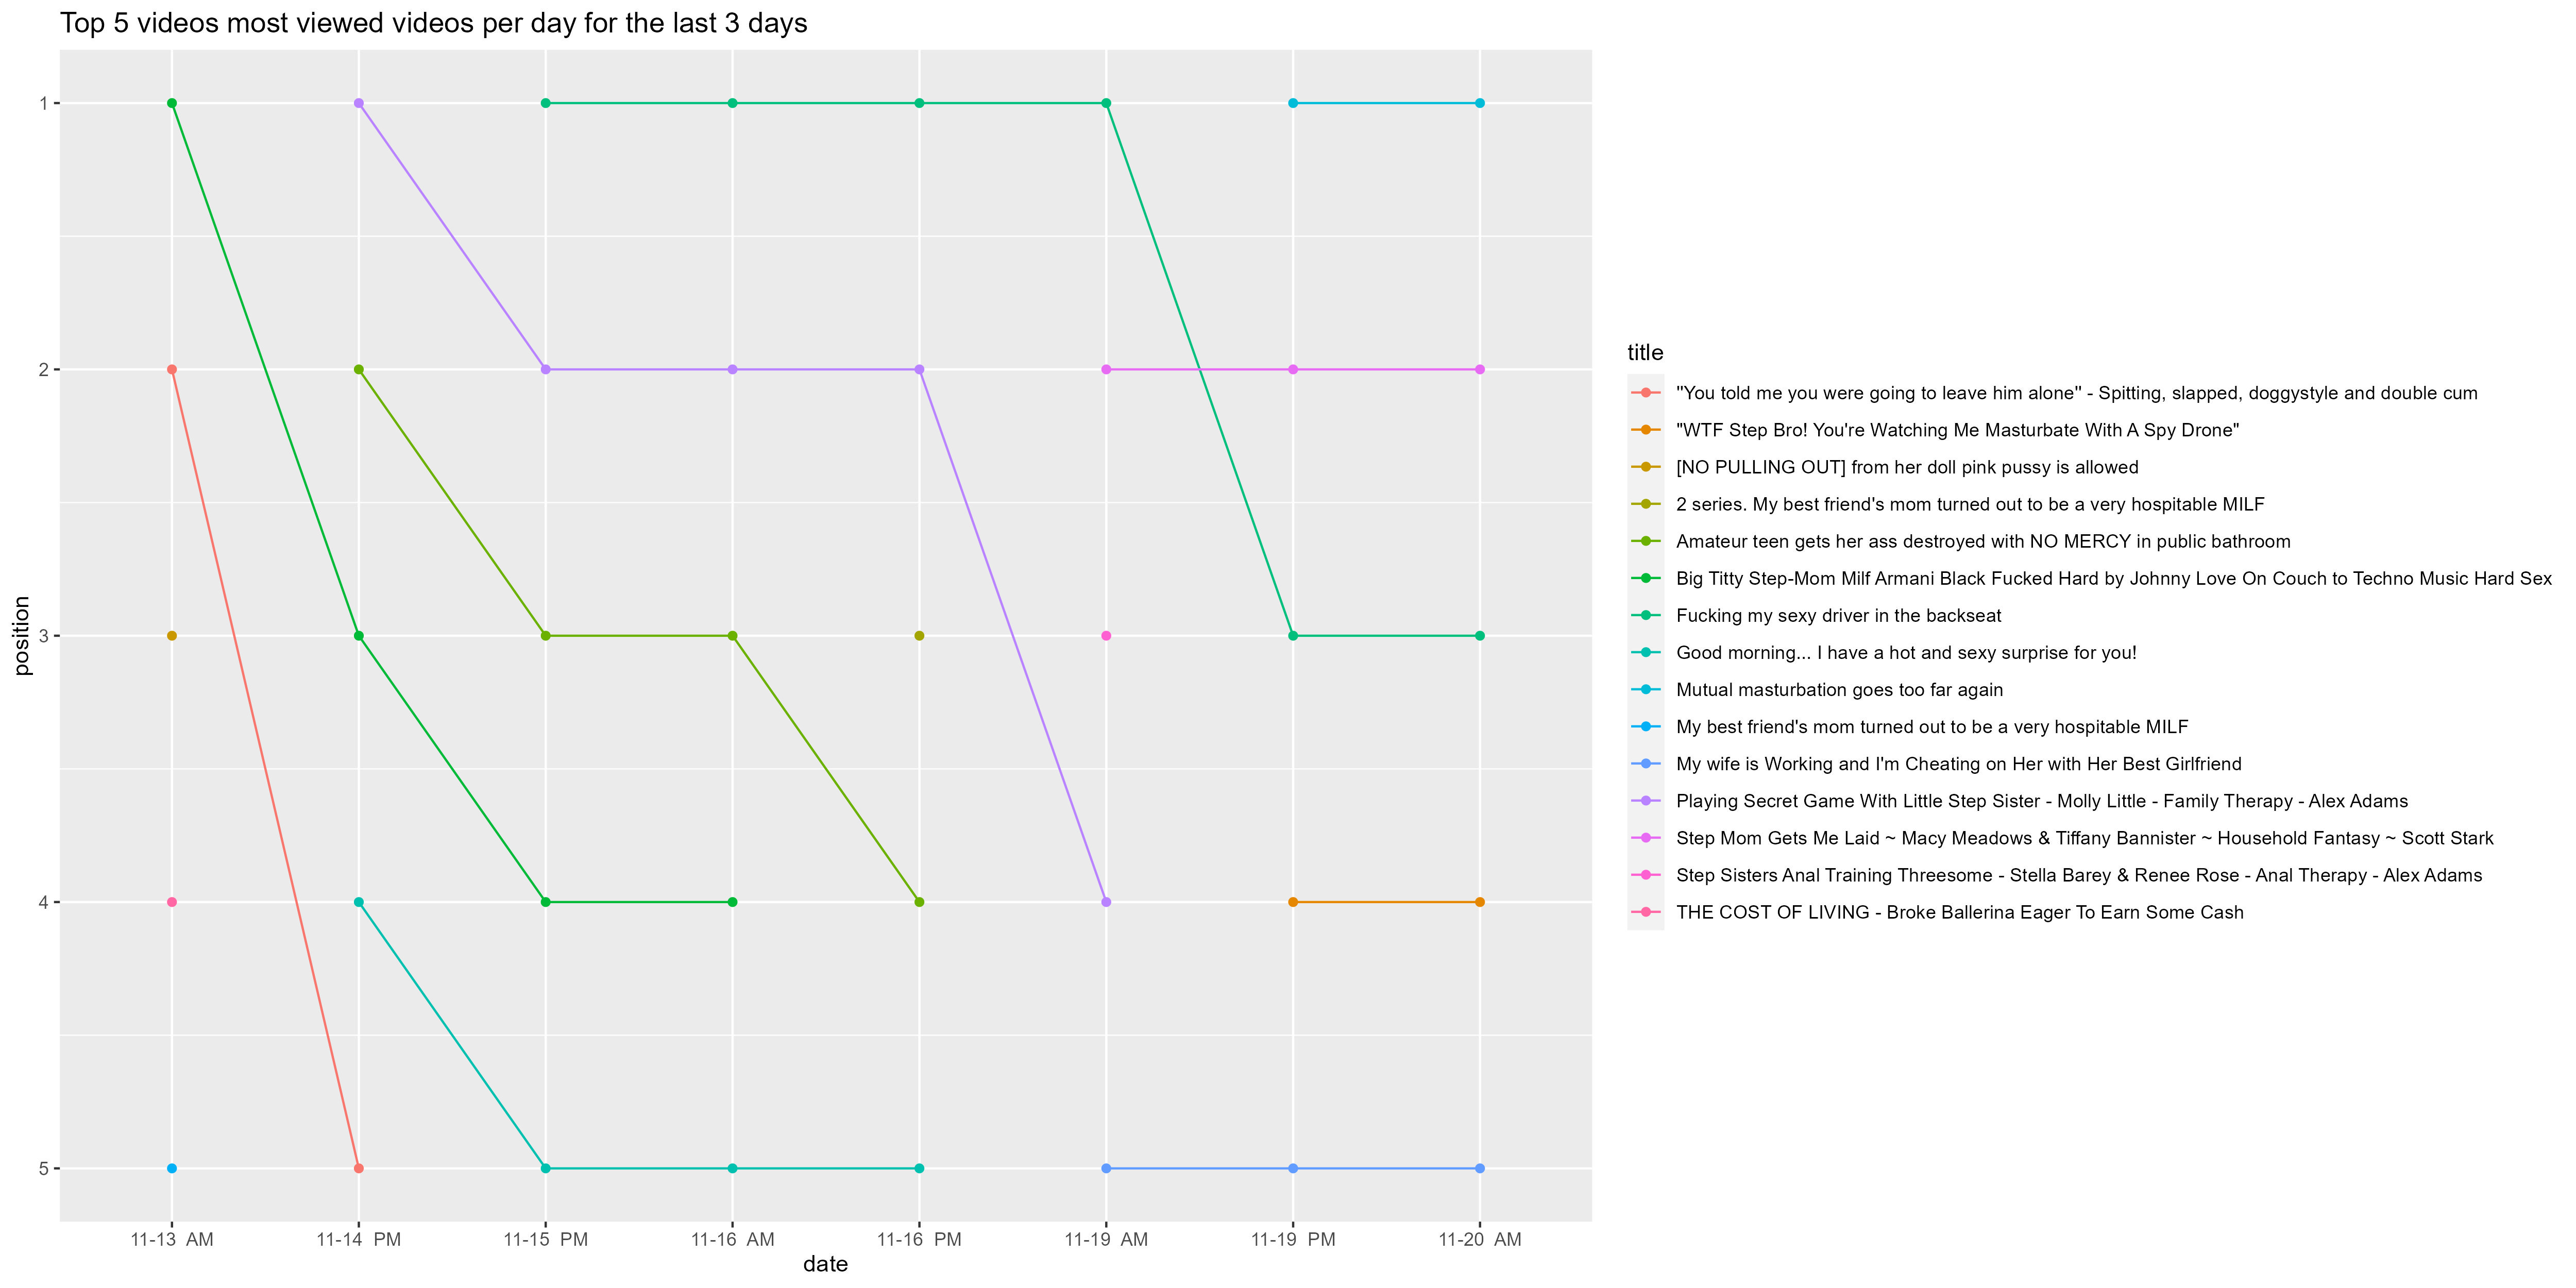 Top 5 videos most viewed videos per day for the last 3 days
1
2
3
4
5
position
11-13 AM
11-14 PM
11-15 PM
11-16 AM
11-16 PM
11-19 AM
11-19 PM
11-20 AM
date
title
"You told me you were going to leave him alone" - Spitting, slapped, doggystyle and double cum
"WTF Step Bro! You're Watching Me Masturbate With A Spy Drone"
[NO PULLING OUT] from her doll pink pussy is allowed
2 series. My best friend's mom turned out to be a very hospitable MILF
Amateur teen gets her ass destroyed with NO MERCY in public bathroom
Big Titty Step-Mom Milf Armani Black Fucked Hard by Johnny Love On Couch to Techno Music Hard Sex
Fucking my sexy driver in the backseat
Good morning... I have a hot and sexy surprise for you!
Mutual masturbation goes too far again
My best friend's mom turned out to be a very hospitable MILF
My wife is Working and I'm Cheating on Her with Her Best Girlfriend
Playing Secret Game With Little Step Sister - Molly Little - Family Therapy - Alex Adams
Step Mom Gets Me Laid ~ Macy Meadows & Tiffany Bannister ~ Household Fantasy ~ Scott Stark
Step Sisters Anal Training Threesome - Stella Barey & Renee Rose - Anal Therapy - Alex Adams
THE COST OF LIVING - Broke Ballerina Eager To Earn Some Cash